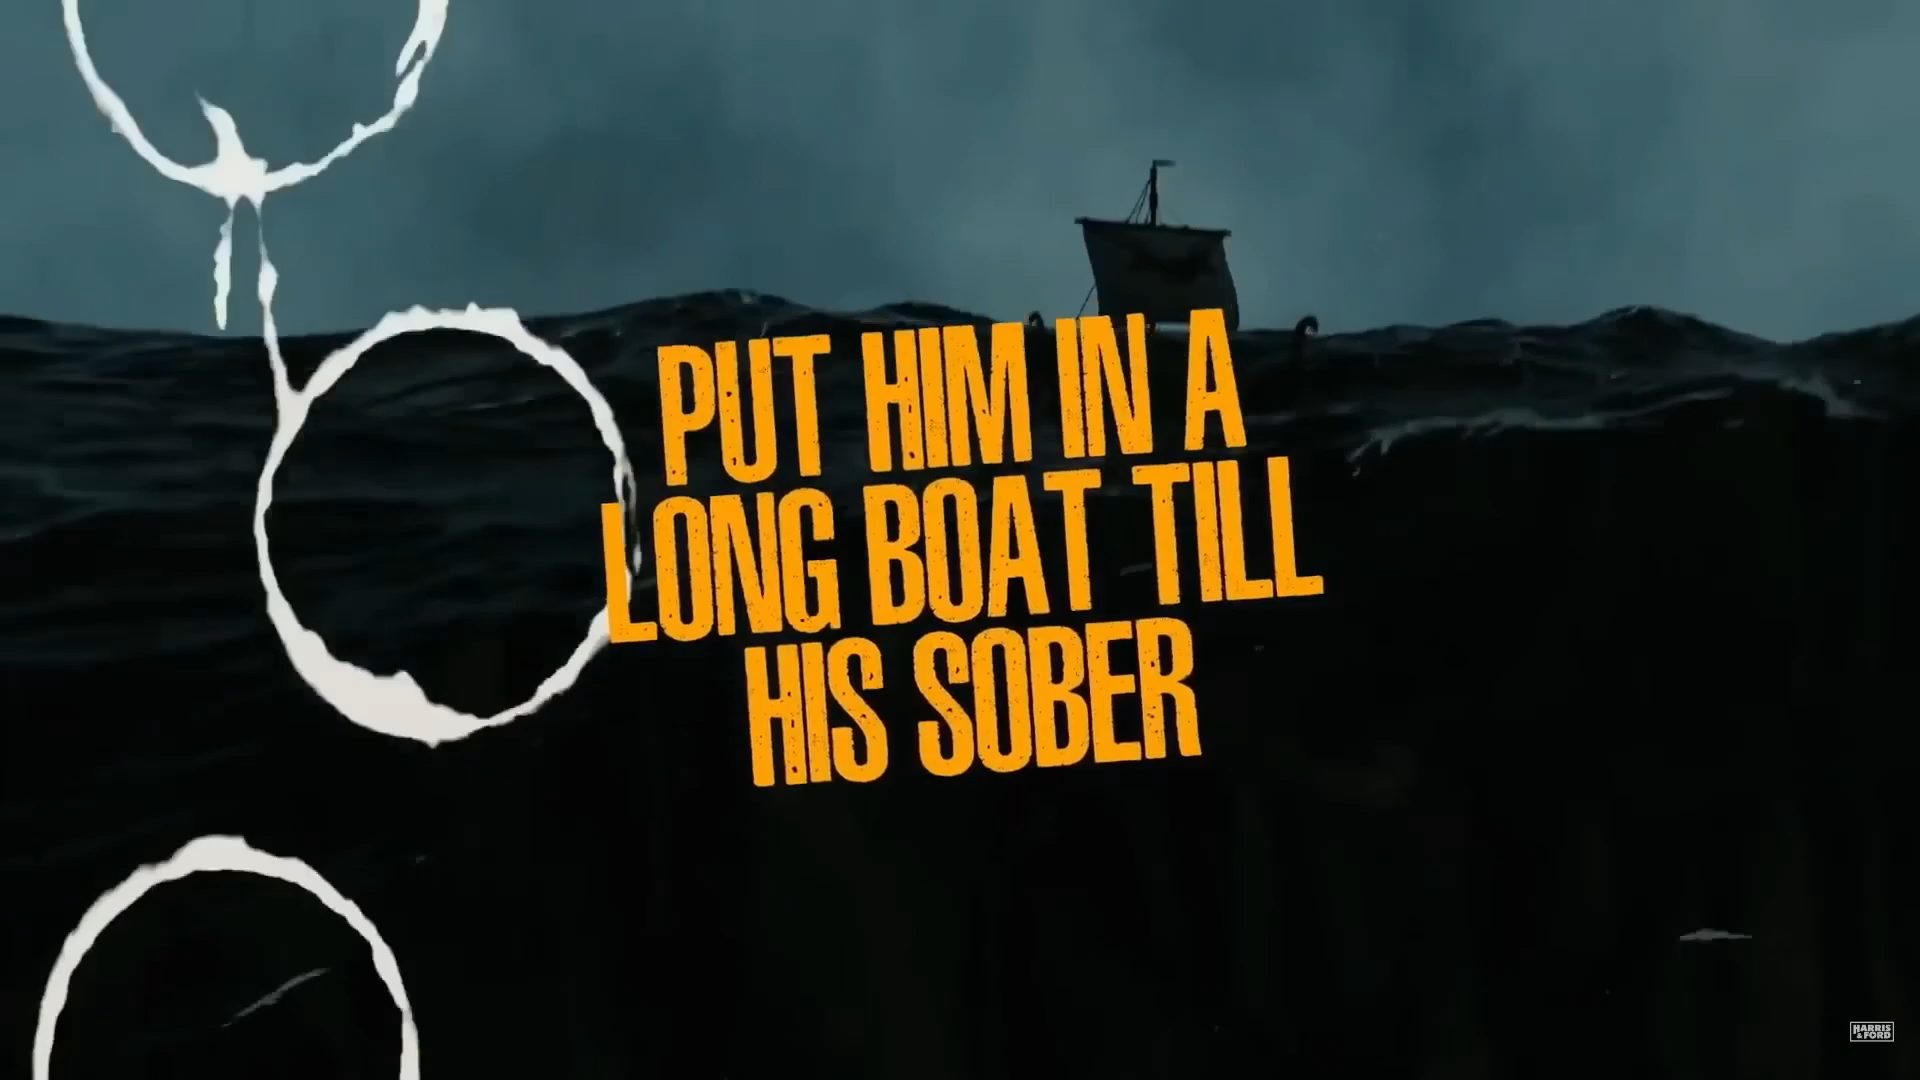 PUT HIM IN A
LONG BOAT TILL
HIS SOBER
HARRIS
& FORD